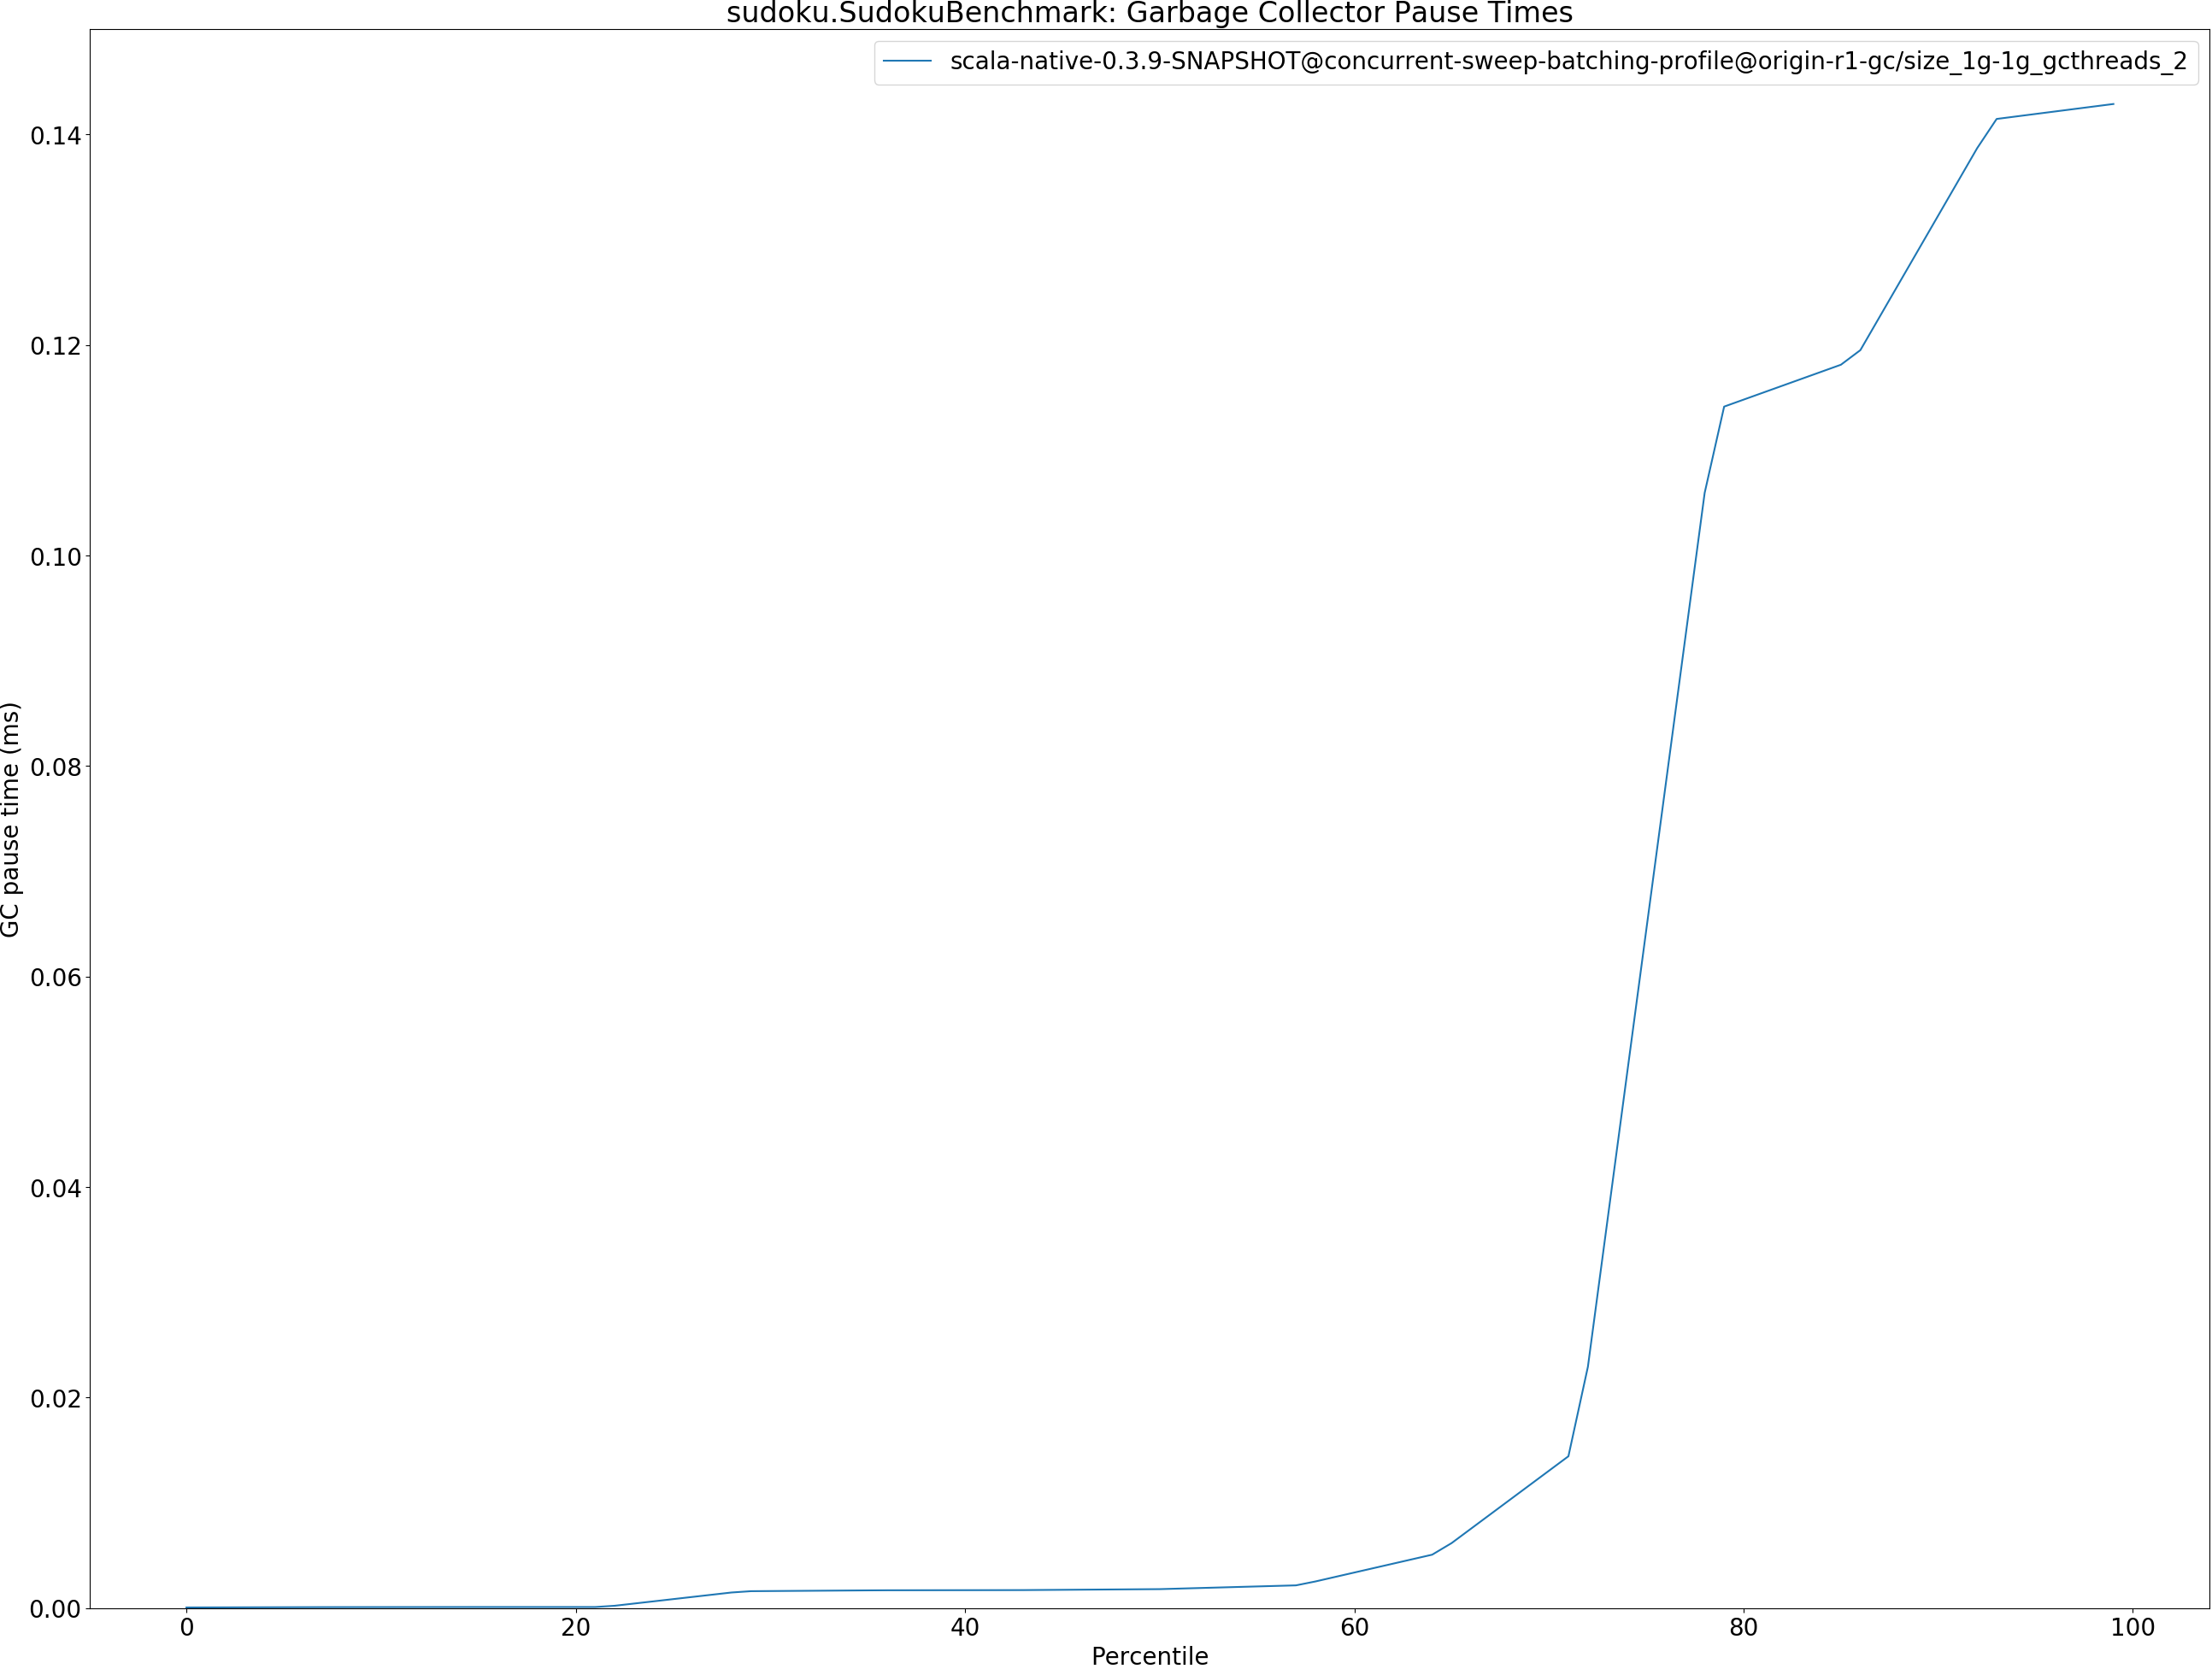 sudoku.SudokuBenchmark: Garbage Collector Pause Times
scala-native-0.3.9-SNAPSHOT@concurrent-sweep-batching-profile@origin-r1-gc/size_1g-1g_gcthreads_2
GC pause time (ms)
0.14
0.12
0.10
0.08
0.06
0.04
0.02
0.00
0 20 40 60 80 100
Percentile